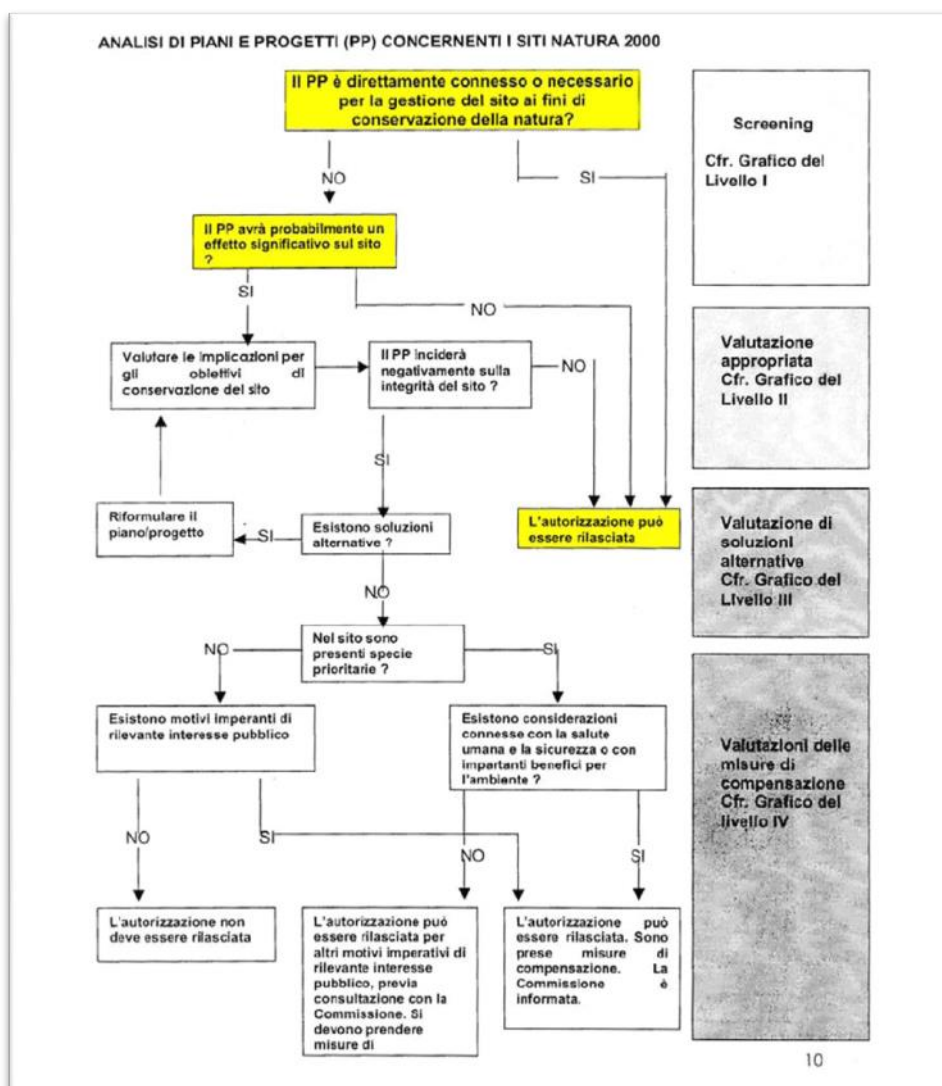 ANALISI DI PIANI E PROGETTI (PP) CONCERNENTI I SITI NATURA 2000
Il PP è direttamente connesso o necessario
per la gestione del sito ai fini di
conservazione della natura?
Screening
Cfr. Grafico del
Livello I
NO
SI
Il PP avrà probabilmente un
effetto significativo sul sito
?
SI
NO
Valutare le implicazioni per
gli obiettivi di
conservazione del sito
Il PP inciderà
negativamente sulla
integrità del sito ?
NO
Valutazione
appropriata
Cfr. Grafico del
Livello II
SI
Riformulare il
piano/progetto
SI
Esistono soluzioni
alternative ?
L'autorizzazione può
essere rilasciata
Valutazione di
soluzioni
alternative
Cfr. Grafico del
Livello III
NO
Nel sito sono
presenti specie
prioritarie ?
NO
SI
Esistono motivi imperanti di
rilevante interesse pubblico
Esistono considerazioni
connesse con la salute
umana e la sicurezza o con
importanti benefici per
l'ambiente ?
Valutazioni delle
misure di
compensazione
Cfr. Grafico del
livello IV
NO
SI
NO
SI
L'autorizzazione non
deve essere rilasciata
L'autorizzazione può
essere rilasciata per
altri motivi imperativi di
rilevante interesse
pubblico, previa
consultazione con la
Commissione. Si
devono prendere
misure di
L'autorizzazione può
essere rilasciata. Sono
prese misure di
compensazione. La
Commissione è
informata.
10